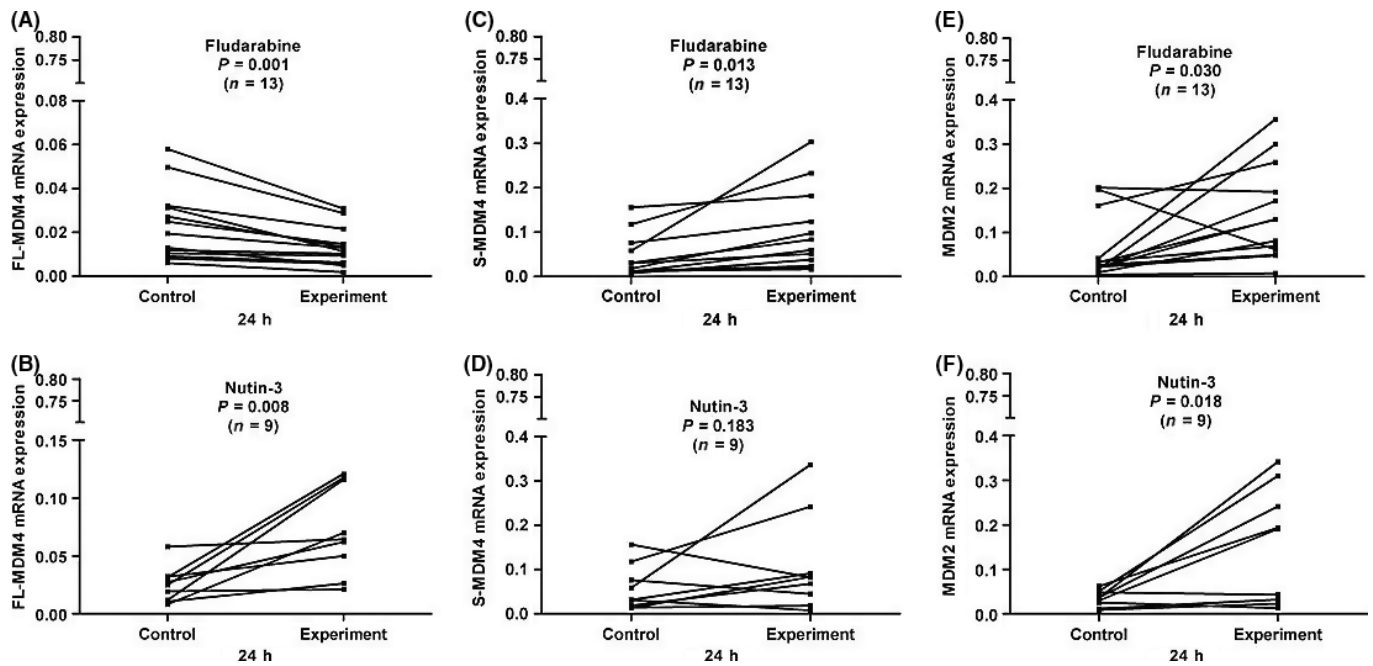 (A)
FL-MDM4 mRNA expression
0.80
0.75
0.08
0.06
0.04
0.02
0.00
Fludarabine
P = 0.001
(n = 13)
Control
Experiment
24 h
(C)
S-MDM4 mRNA expression
0.80
0.75
0.4
0.3
0.2
0.1
0.0
Fludarabine
P = 0.013
(n = 13)
Control
Experiment
24 h
(E)
MDM2 mRNA expression
0.80
0.75
0.4
0.3
0.2
0.1
0.0
Fludarabine
P = 0.030
(n = 13)
Control
Experiment
24 h
(B)
FL-MDM4 mRNA expression
0.80
0.75
0.15
0.10
0.05
0.00
Nutin-3
P = 0.008
(n = 9)
Control
Experiment
24 h
(D)
S-MDM4 mRNA expression
0.80
0.75
0.4
0.3
0.2
0.1
0.0
Nutin-3
P = 0.183
(n = 9)
Control
Experiment
24 h
(F)
MDM2 mRNA expression
0.80
0.75
0.4
0.3
0.2
0.1
0.0
Nutin-3
P = 0.018
(n = 9)
Control
Experiment
24 h